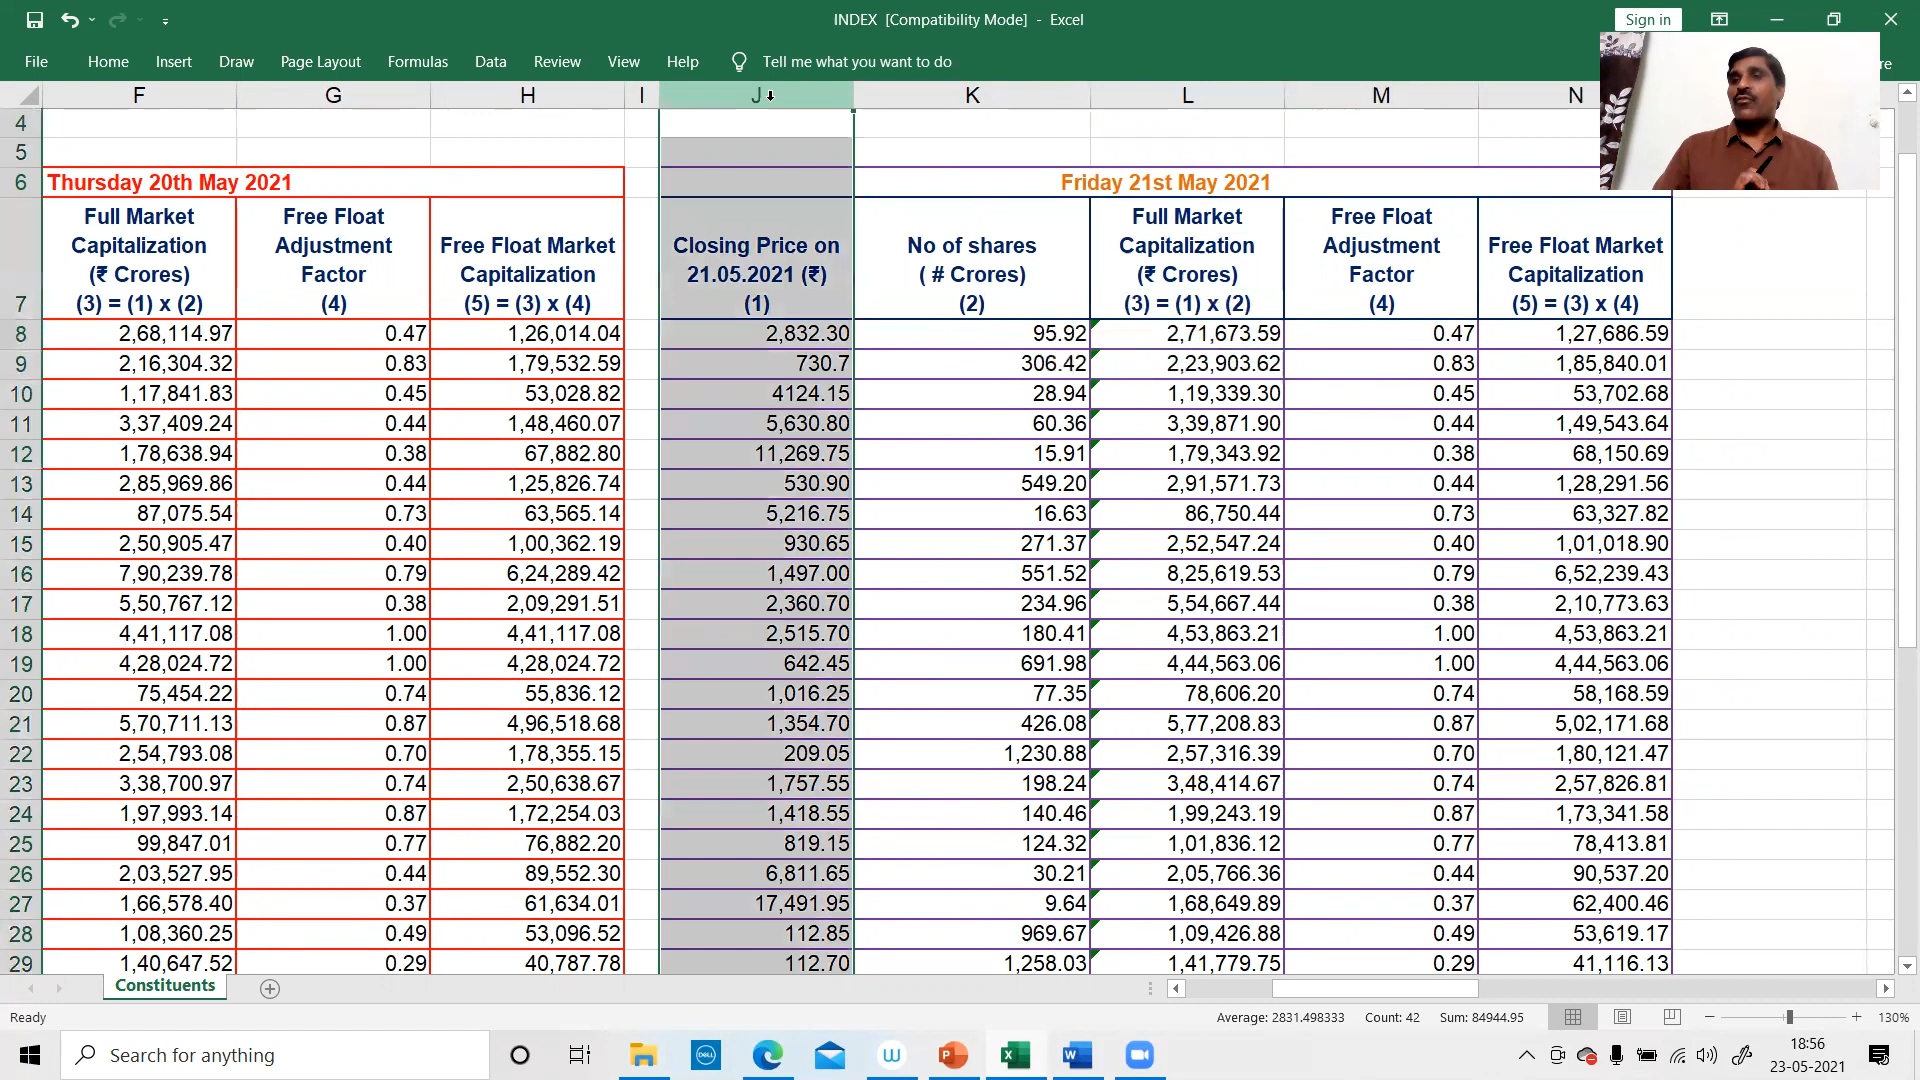 INDEX [Compatibility Mode] - Excel
Sign in
File Home Insert Draw Page Layout Formulas Data Review View Help Tell me what you want to do
F G H I J K L M N
4
5
6 Thursday 20th May 2021 Friday 21st May 2021
Full Market Free Float Full Market Free Float
Capitalization Adjustment Free Float Market Closing Price on No of shares Capitalization Adjustment Free Float Market
(₹ Crores) Factor Capitalization 21.05.2021 (₹) ( # Crores) (₹ Crores) Factor Capitalization
7 (3) = (1) x (2) (4) (5) = (3) x (4) (1) (2) (3) = (1) x (2) (4) (5) = (3) x (4)
8 2,68,114.97 0.47 1,26,014.04 2,832.30 95.92 2,71,673.59 0.47 1,27,686.59
9 2,16,304.32 0.83 1,79,532.59 730.7 306.42 2,23,903.62 0.83 1,85,840.01
10 1,17,841.83 0.45 53,028.82 4124.15 28.94 1,19,339.30 0.45 53,702.68
11 3,37,409.24 0.44 1,48,460.07 5,630.80 60.36 3,39,871.90 0.44 1,49,543.64
12 1,78,638.94 0.38 67,882.80 11,269.75 15.91 1,79,343.92 0.38 68,150.69
13 2,85,969.86 0.44 1,25,826.74 530.90 549.20 2,91,571.73 0.44 1,28,291.56
14 87,075.54 0.73 63,565.14 5,216.75 16.63 86,750.44 0.73 63,327.82
15 2,50,905.47 0.40 1,00,362.19 930.65 271.37 2,52,547.24 0.40 1,01,018.90
16 7,90,239.78 0.79 6,24,289.42 1,497.00 551.52 8,25,619.53 0.79 6,52,239.43
17 5,50,767.12 0.38 2,09,291.51 2,360.70 234.96 5,54,667.44 0.38 2,10,773.63
18 4,41,117.08 1.00 4,41,117.08 2,515.70 180.41 4,53,863.21 1.00 4,53,863.21
19 4,28,024.72 1.00 4,28,024.72 642.45 691.98 4,44,563.06 1.00 4,44,563.06
20 75,454.22 0.74 55,836.12 1,016.25 77.35 78,606.20 0.74 58,168.59
21 5,70,711.13 0.87 4,96,518.68 1,354.70 426.08 5,77,208.83 0.87 5,02,171.68
22 2,54,793.08 0.70 1,78,355.15 209.05 1,230.88 2,57,316.39 0.70 1,80,121.47
23 3,38,700.97 0.74 2,50,638.67 1,757.55 198.24 3,48,414.67 0.74 2,57,826.81
24 1,97,993.14 0.87 1,72,254.03 1,418.55 140.46 1,99,243.19 0.87 1,73,341.58
25 99,847.01 0.77 76,882.20 819.15 124.32 1,01,836.12 0.77 78,413.81
26 2,03,527.95 0.44 89,552.30 6,811.65 30.21 2,05,766.36 0.44 90,537.20
27 1,66,578.40 0.37 61,634.01 17,491.95 9.64 1,68,649.89 0.37 62,400.46
28 1,08,360.25 0.49 53,096.52 112.85 969.67 1,09,426.88 0.49 53,619.17
29 1,40,647.52 0.29 40,787.78 112.70 1,258.03 1,41,779.75 0.29 41,116.13
Constituents
Ready Average: 2831.498333 Count: 42 Sum: 84944.95 130%
Search for anything
18:56
23-05-2021